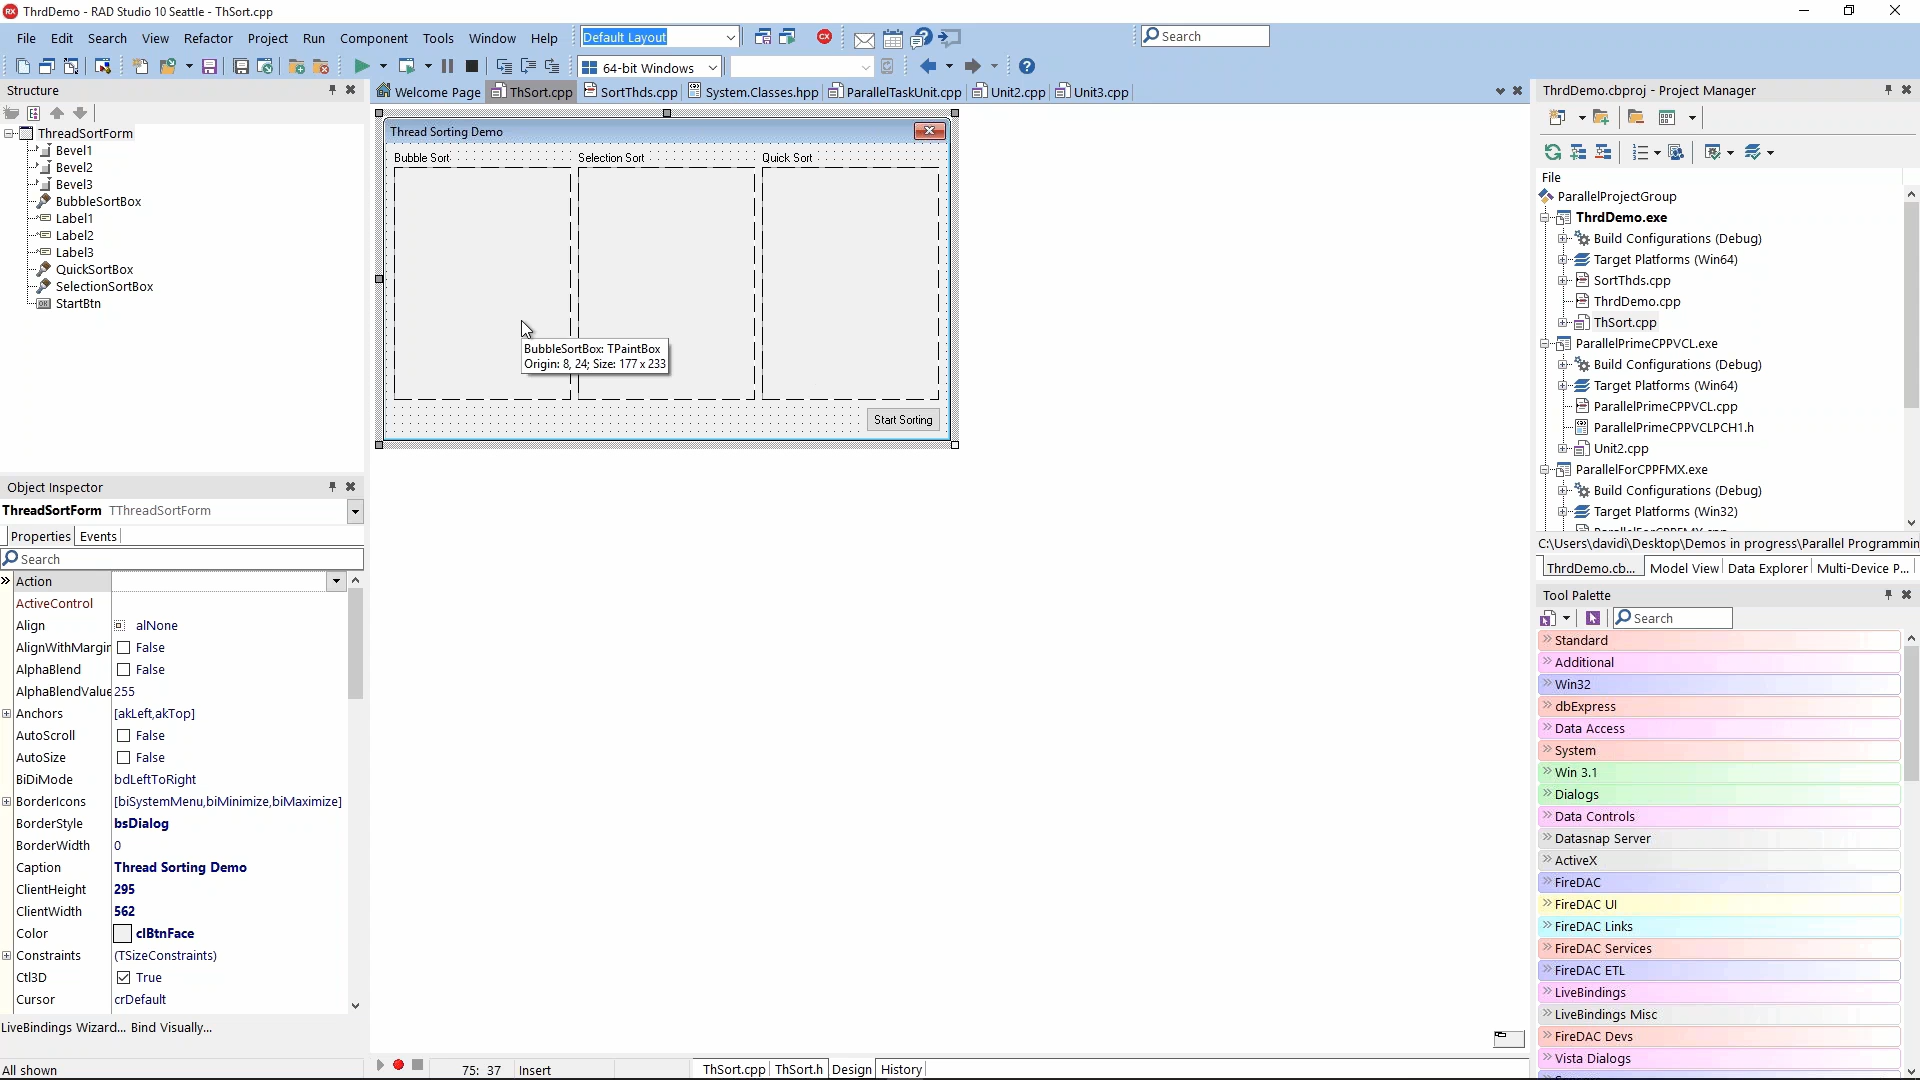 ThrdDemo - RAD Studio 10 Seattle - ThSort.cpp
File Edit Search View Refactor Project Run Component Tools Window Help
Default Layout
Search
64-bit Windows
Structure
ThreadSortForm
Bevel1
Bevel2
Bevel3
BubbleSortBox
Label1
Label2
Label3
QuickSortBox
SelectionSortBox
StartBtn
Object Inspector
ThreadSortForm TThreadSortForm
Properties Events
Search
Action
ActiveControl
Align alNone
AlignWithMargin False
AlphaBlend False
AlphaBlendValue 255
Anchors [akLeft,akTop]
AutoScroll False
AutoSize False
BiDiMode bdLeftToRight
BorderIcons [biSystemMenu,biMinimize,biMaximize]
BorderStyle bsDialog
BorderWidth 0
Caption Thread Sorting Demo
ClientHeight 295
ClientWidth 562
Color clBtnFace
Constraints (TSizeConstraints)
Ctl3D True
Cursor crDefault
LiveBindings Wizard... Bind Visually...
All shown
Welcome Page ThSort.cpp SortThds.cpp System.Classes.hpp ParallelTaskUnit.cpp Unit2.cpp Unit3.cpp
Thread Sorting Demo
Bubble Sort Selection Sort Quick Sort
BubbleSortBox: TPaintBox
Origin: 8, 24; Size: 177 x 233
Start Sorting
75: 37 Insert
ThSort.cpp ThSort.h Design History
ThrdDemo.cbproj - Project Manager
File
ParallelProjectGroup
ThrdDemo.exe
Build Configurations (Debug)
Target Platforms (Win64)
SortThds.cpp
ThrdDemo.cpp
ThSort.cpp
ParallelPrimeCPPVCL.exe
Build Configurations (Debug)
Target Platforms (Win64)
ParallelPrimeCPPVCL.cpp
ParallelPrimeCPPVCLPCH1.h
Unit2.cpp
ParallelForCPPFMX.exe
Build Configurations (Debug)
Target Platforms (Win32)
C:\Users\davidi\Desktop\Demos in progress\Parallel Programmin
ThrdDemo.cb... Model View Data Explorer Multi-Device P...
Tool Palette
Search
Standard
Additional
Win32
dbExpress
Data Access
System
Win 3.1
Dialogs
Data Controls
Datasnap Server
ActiveX
FireDAC
FireDAC UI
FireDAC Links
FireDAC Services
FireDAC ETL
LiveBindings
LiveBindings Misc
FireDAC Devs
Vista Dialogs